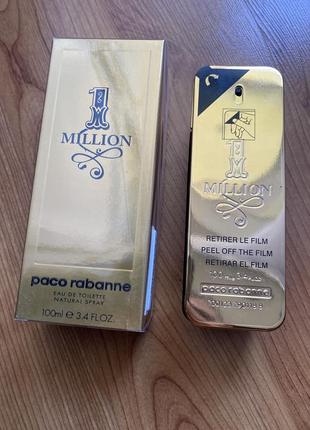 1
MILLION
paco rabanne
EAU DE TOILETTE
NATURAL SPRAY
100ml e 3.4 FL.OZ.
1
MILLION
RETIRER LE FILM
PEEL OFF THE FILM
RETIRAR EL FILM
100ml
paco rabanne